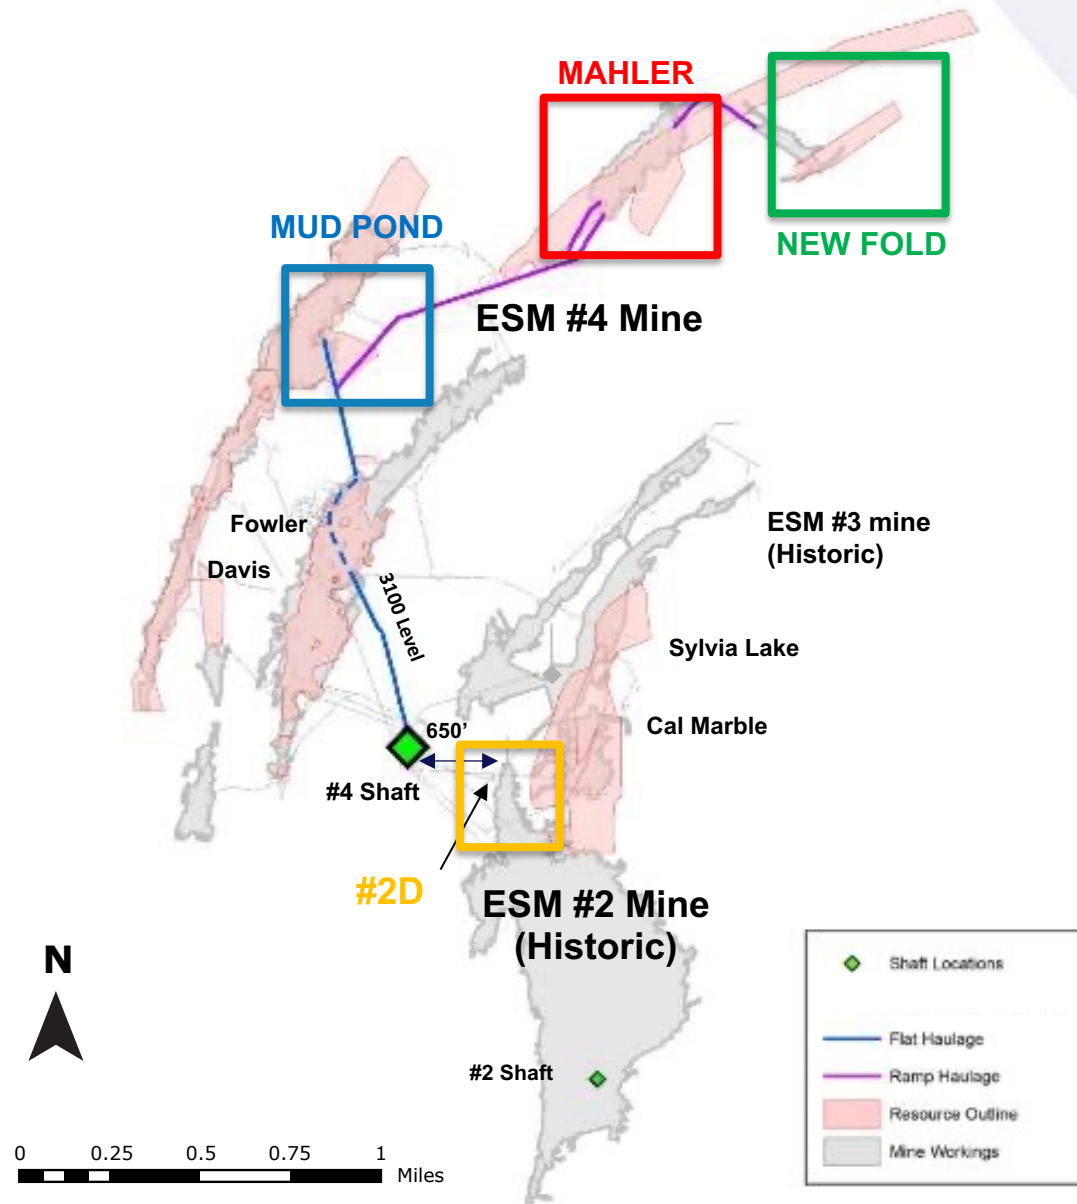 MAHLER
MUD POND
NEW FOLD
ESM #4 Mine
Fowler
Davis
3100 Level
ESM #3 mine
(Historic)
Sylvia Lake
Cal Marble
650’
#4 Shaft
#2D
ESM #2 Mine
(Historic)
#2 Shaft
N
0 0.25 0.5 0.75 1
Miles
Shaft Locations
Flat Haulage
Ramp Haulage
Resource Outline
Mine Workings